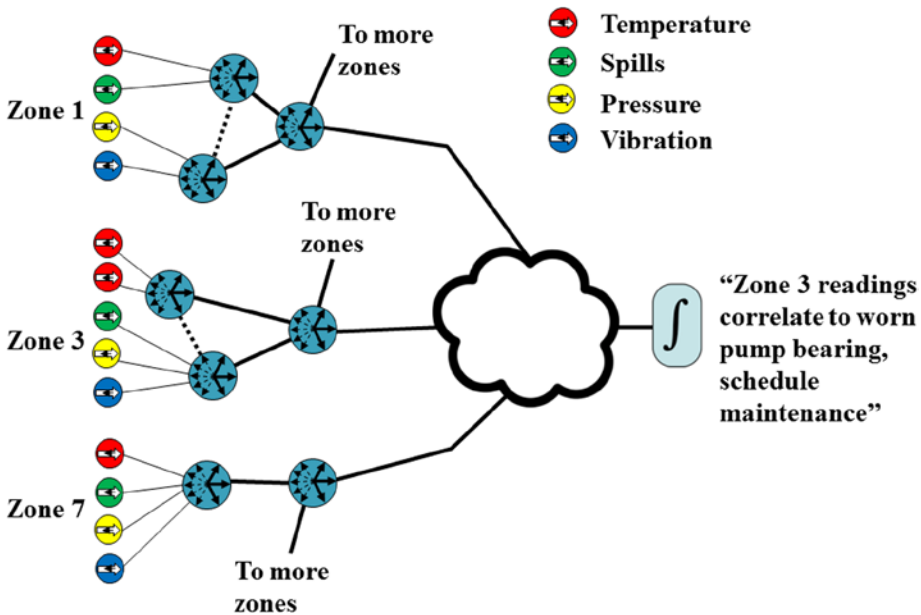 To more
zones
Temperature
Spills
Pressure
Vibration
Zone 1
To more
zones
Zone 3
∫
“Zone 3 readings
correlate to worn
pump bearing,
schedule
maintenance”
Zone 7
To more
zones